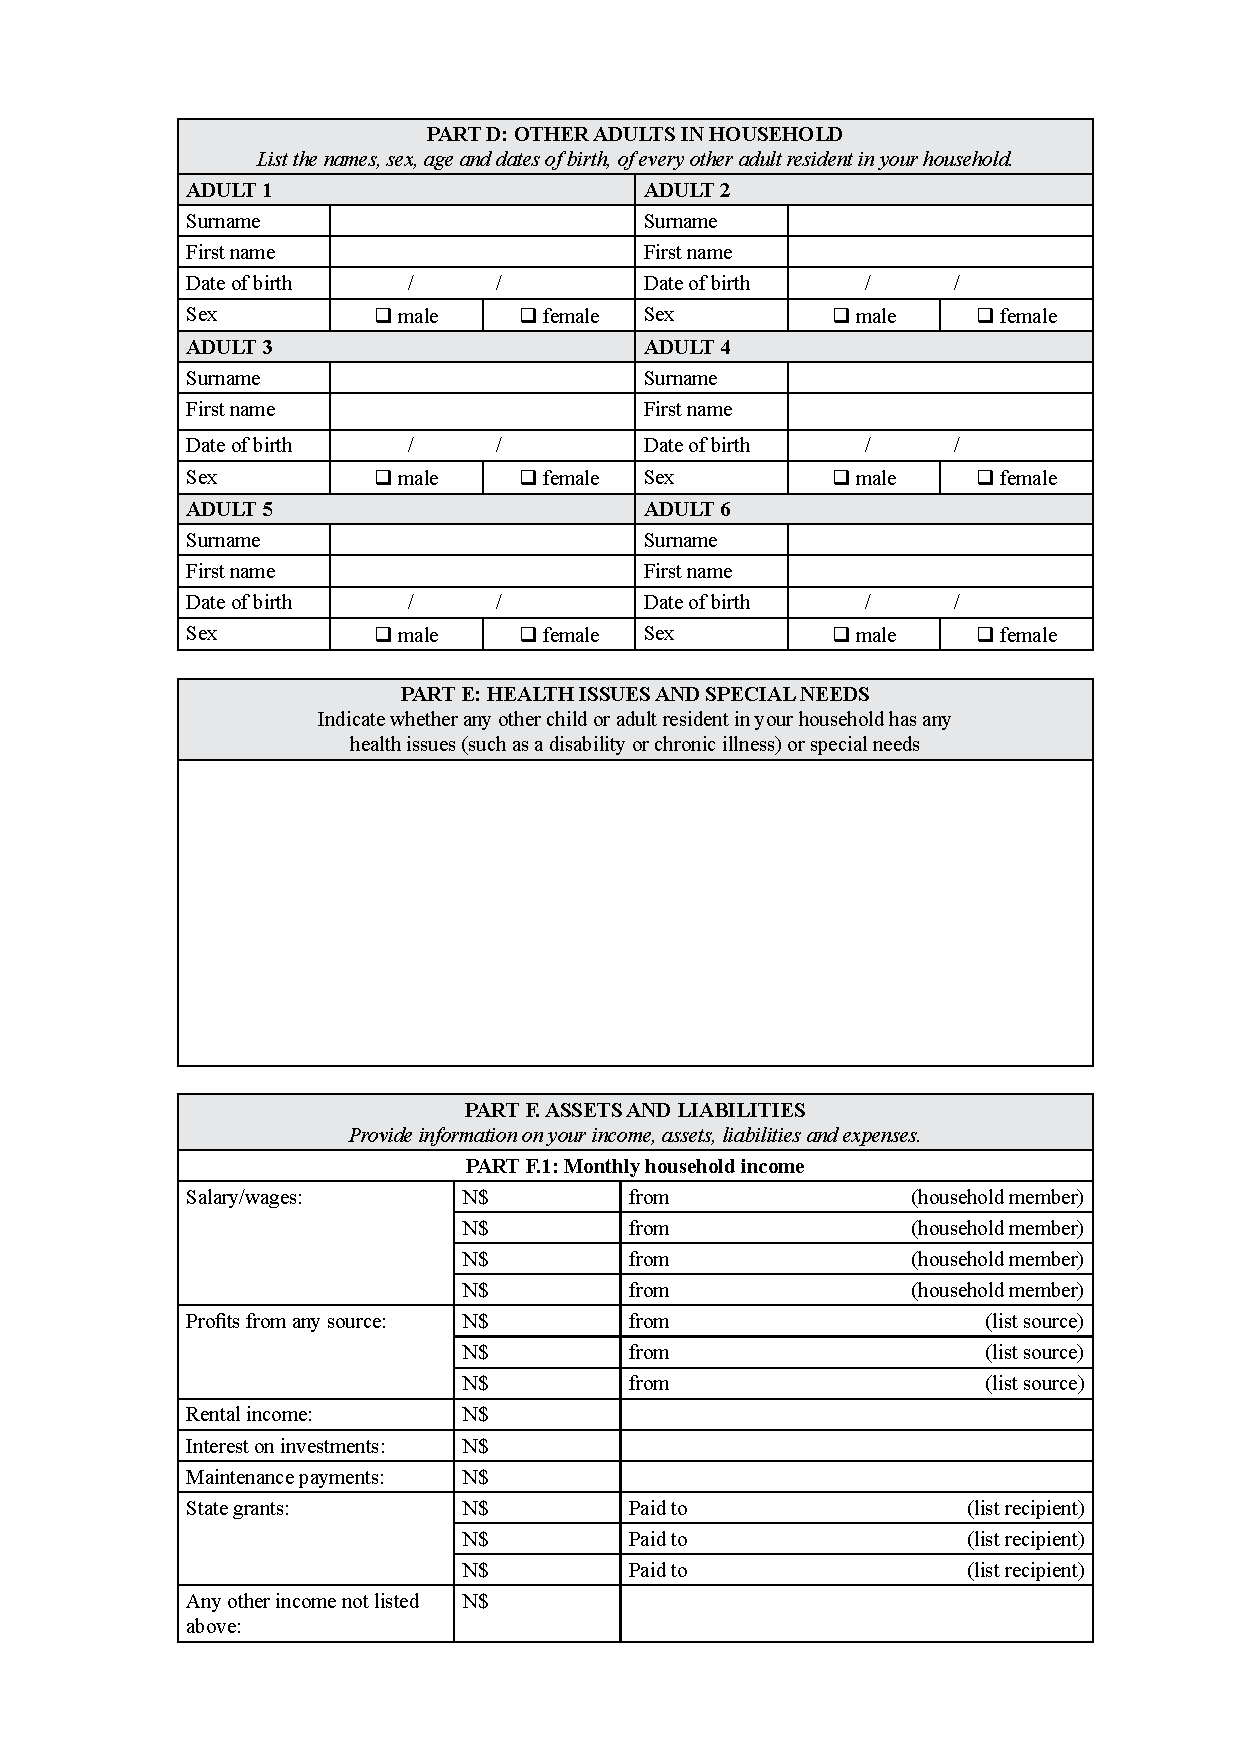 PART D: OTHER ADULTS IN HOUSEHOLD
List the names, sex, age and dates of birth, of every other adult resident in your household.
ADULT 1 ADULT 2
Surname Surname
First name First name
Date of birth / / Date of birth / /
Sex ❑ male ❑ female Sex ❑ male ❑ female
ADULT 3 ADULT 4
Surname Surname
First name First name
Date of birth / / Date of birth / /
Sex ❑ male ❑ female Sex ❑ male ❑ female
ADULT 5 ADULT 6
Surname Surname
First name First name
Date of birth / / Date of birth / /
Sex ❑ male ❑ female Sex ❑ male ❑ female
PART E: HEALTH ISSUES AND SPECIAL NEEDS
Indicate whether any other child or adult resident in your household has any
health issues (such as a disability or chronic illness) or special needs
PART F. ASSETS AND LIABILITIES
Provide information on your income, assets, liabilities and expenses.
PART F.1: Monthly household income
Salary/wages: N$ from (household member)
N$ from (household member)
N$ from (household member)
N$ from (household member)
Profits from any source: N$ from (list source)
N$ from (list source)
N$ from (list source)
Rental income: N$
Interest on investments: N$
Maintenance payments: N$
State grants: N$ Paid to (list recipient)
N$ Paid to (list recipient)
N$ Paid to (list recipient)
Any other income not listed N$
above: